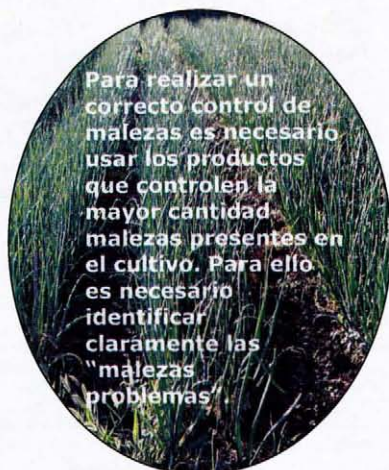 Para realizar un
correcto control de
malezas es necesario
usar los productos
que controlen la
mayor cantidad
malezas presentes en
el cultivo. Para ello
es necesario
identificar
claramente las
"malezas
problemas".